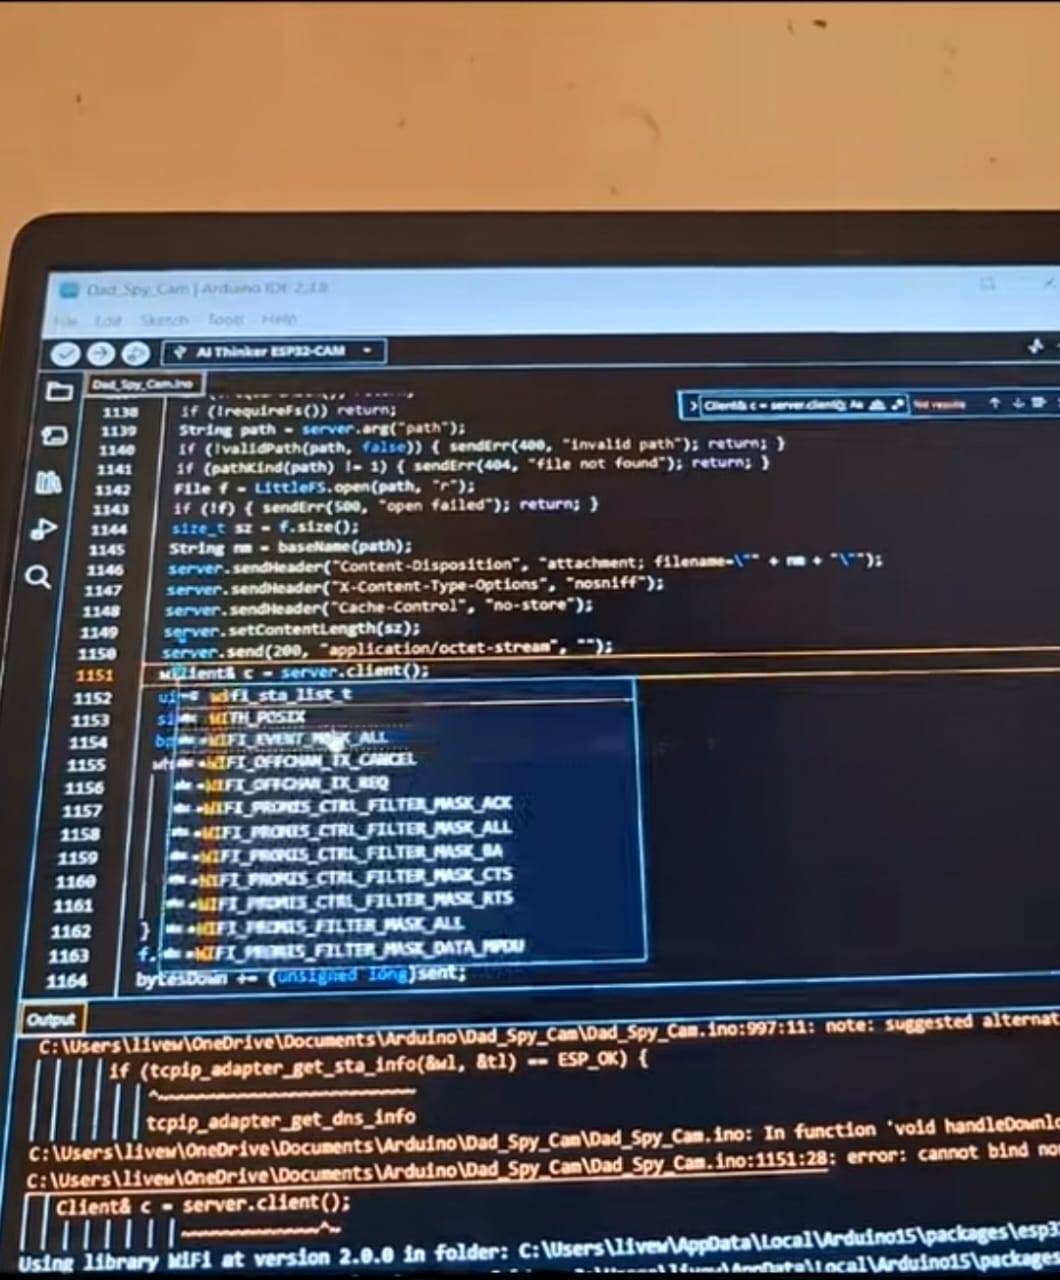 Dad_Spy_Cam | Arduino IDE 2.3.8
File Edit Sketch Tools Help
AI Thinker ESP32-CAM
Dad_Spy_Cam.ino
Client& c = server.client(); Aa
No results
1138 if (!requireFs()) return;
1139 String path = server.arg("path");
1140 if (!validPath(path, false)) { sendErr(400, "invalid path"); return; }
1141 if (pathKind(path) != 1) { sendErr(404, "file not found"); return; }
1142 File f = LittleFS.open(path, "r");
1143 if (!f) { sendErr(500, "open failed"); return; }
1144 size_t sz = f.size();
1145 String nm = baseName(path);
1146 server.sendHeader("Content-Disposition", "attachment; filename=\"" + nm + "\"");
1147 server.sendHeader("X-Content-Type-Options", "nosniff");
1148 server.sendHeader("Cache-Control", "no-store");
1149 server.setContentLength(sz);
1150 server.send(200, "application/octet-stream", "");
1151 c = server.client();
1152 wifi_sta_list_t
1153 WITH_POSIX
1154 WIFI_EVENT_MASK_ALL
1155 WIFI_OFFCHAN_TX_CANCEL
1156 WIFI_OFFCHAN_TX_REQ
1157 WIFI_PROMIS_CTRL_FILTER_MASK_ACK
1158 WIFI_PROMIS_CTRL_FILTER_MASK_ALL
1159 WIFI_PROMIS_CTRL_FILTER_MASK_BA
1160 WIFI_PROMIS_CTRL_FILTER_MASK_CTS
1161 WIFI_PROMIS_CTRL_FILTER_MASK_RTS
1162 } WIFI_PROMIS_FILTER_MASK_ALL
1163 f. WIFI_PROMIS_FILTER_MASK_DATA_MPDU
1164 bytesDown += (unsigned long)sent;
Output
C:\Users\livew\OneDrive\Documents\Arduino\Dad_Spy_Cam\Dad_Spy_Cam.ino:997:11: note: suggested alternat
if (tcpip_adapter_get_sta_info(&wl, &tl) == ESP_OK) {
^~~~~~~~~~~~~~~~~~~~~~~~~~
tcpip_adapter_get_dns_info
C:\Users\livew\OneDrive\Documents\Arduino\Dad_Spy_Cam\Dad_Spy_Cam.ino: In function 'void handleDownlo
C:\Users\livew\OneDrive\Documents\Arduino\Dad_Spy_Cam\Dad_Spy_Cam.ino:1151:28: error: cannot bind no
Client& c = server.client();
~~~~~~~~~~~~~^~
Using library WiFi at version 2.0.0 in folder: C:\Users\livew\AppData\Local\Arduino15\packages\esp3
\livew\AppData\Local\Arduino15\package